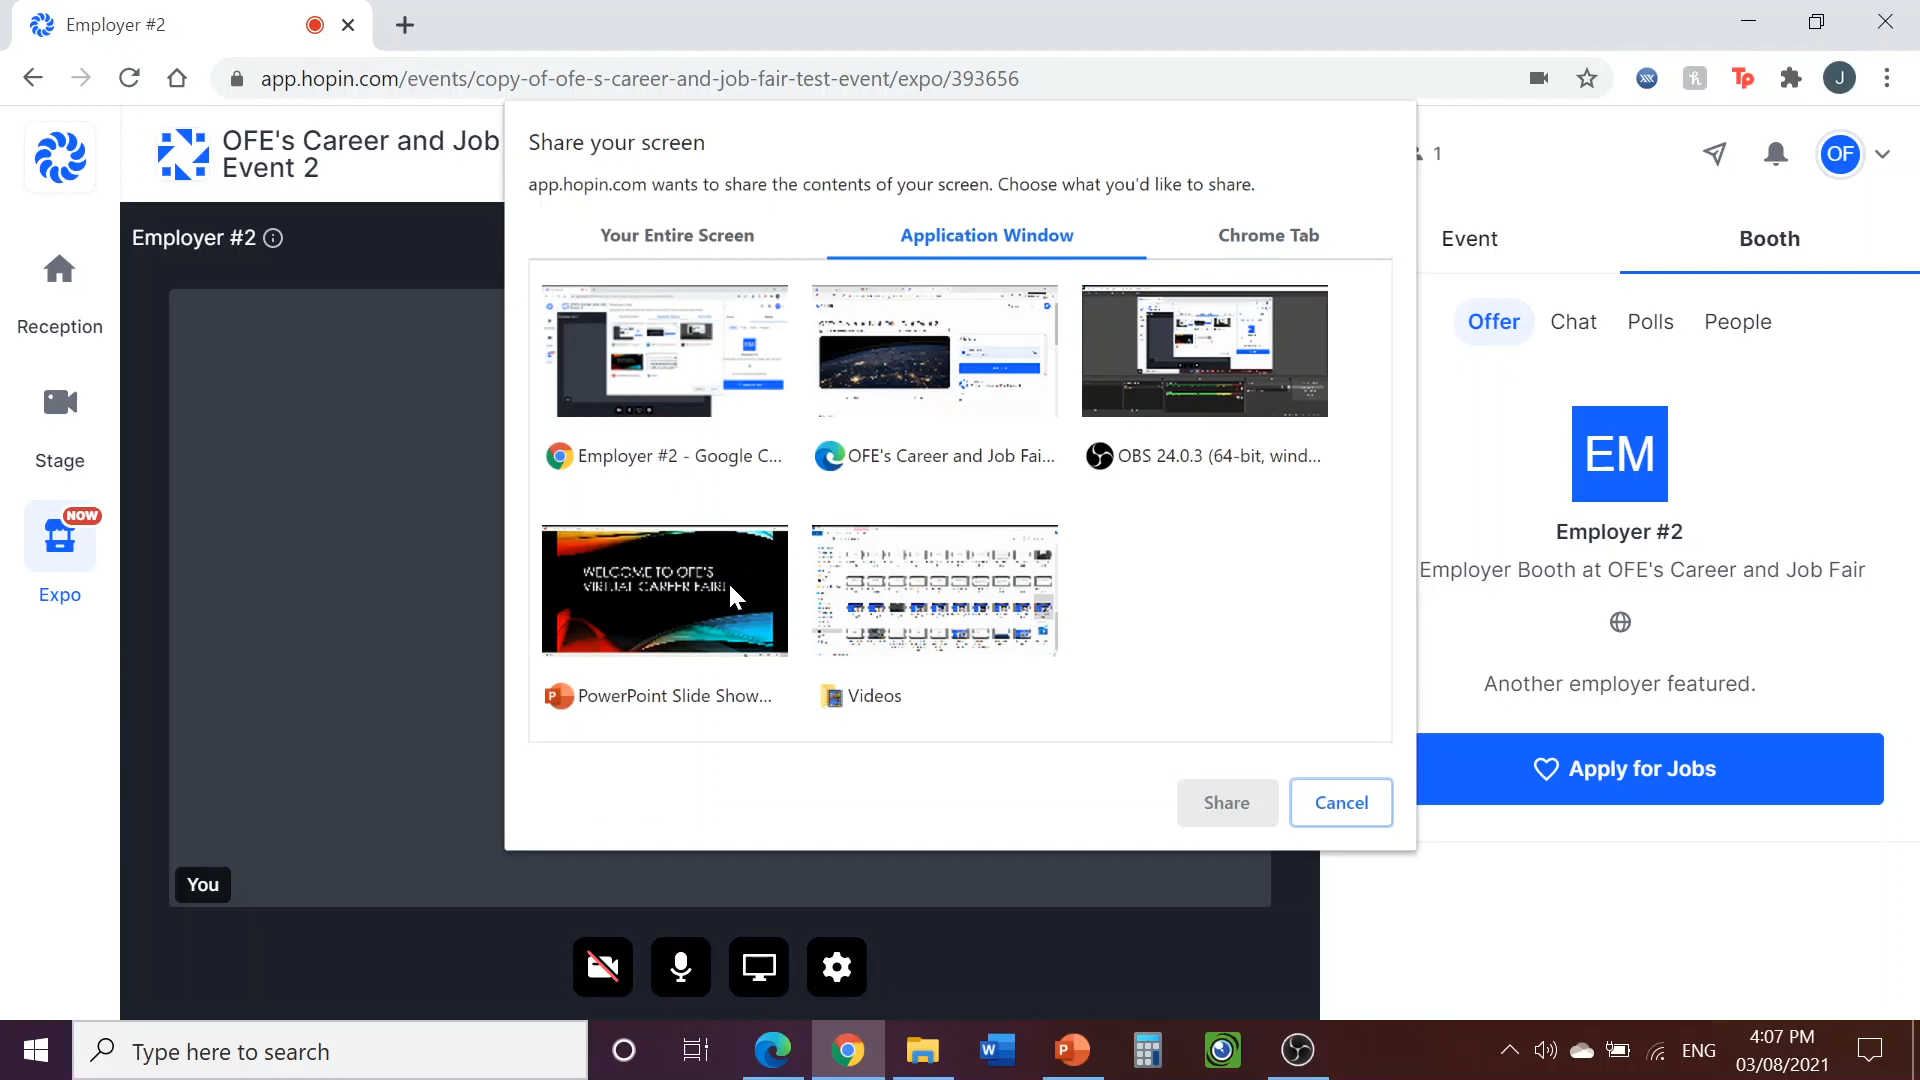 Employer #2
app.hopin.com/events/copy-of-ofe-s-career-and-job-fair-test-event/expo/393656
J
OFE's Career and Job
Event 2
1
OF
Reception
Stage
NOW
Expo
Employer #2
You
Share your screen
app.hopin.com wants to share the contents of your screen. Choose what you'd like to share.
Your Entire Screen
Application Window
Chrome Tab
Employer #2 - Google C...
OFE's Career and Job Fai...
OBS 24.0.3 (64-bit, wind...
WELCOME TO OFE'S
VIRTUAL CAREER FAIR!
PowerPoint Slide Show...
Videos
Share
Cancel
Event
Booth
Offer
Chat
Polls
People
EM
Employer #2
Employer Booth at OFE's Career and Job Fair
Another employer featured.
Apply for Jobs
Type here to search
ENG
4:07 PM
03/08/2021